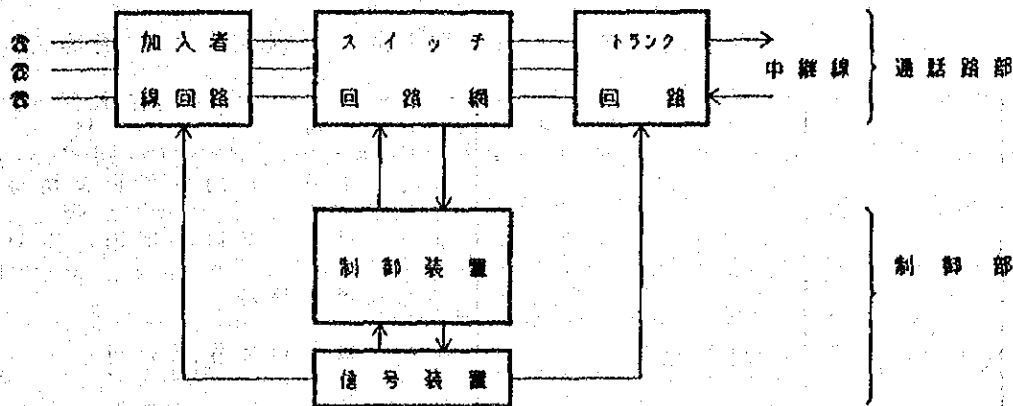 加入者
線回路
スイッチ
回路網
トランク
回路
中継線
通話路部
制御装置
制御部
信号装置